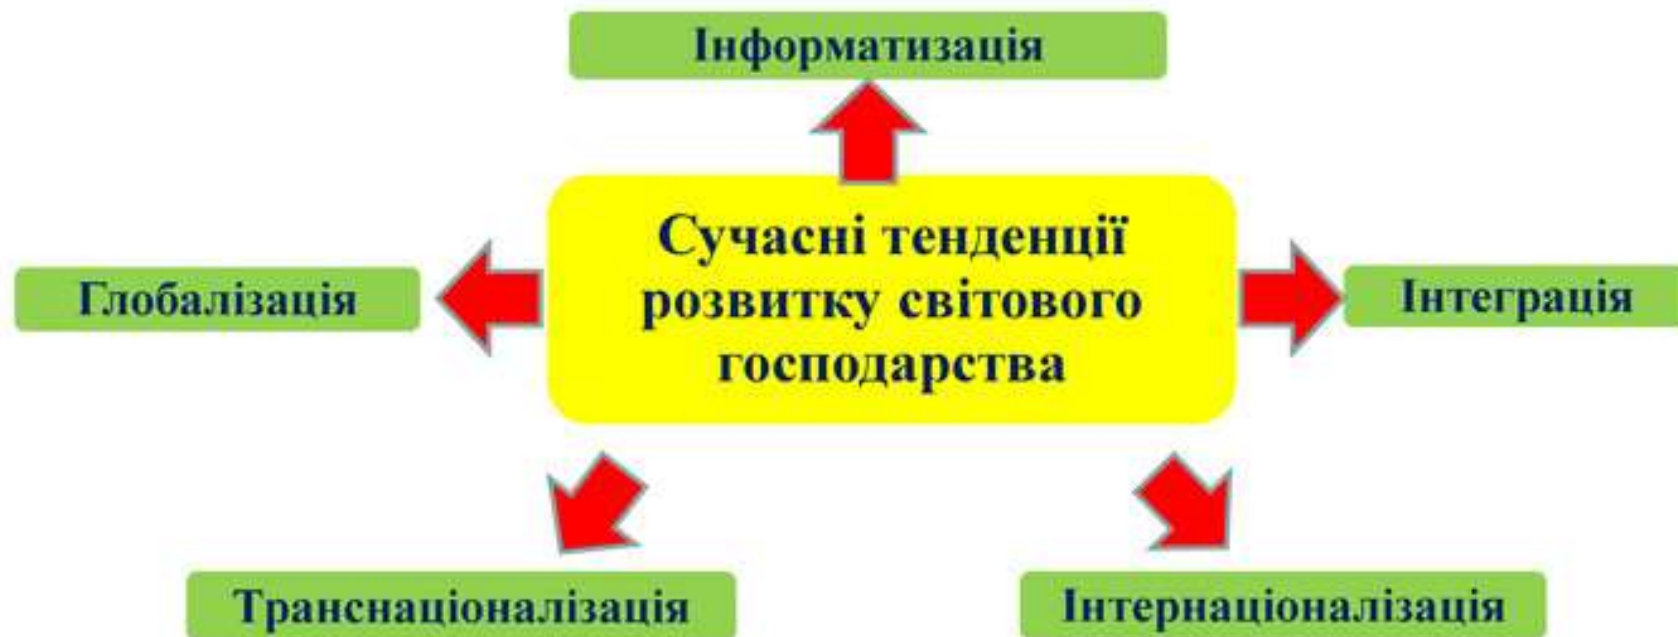 Інформатизація
Сучасні тенденції
розвитку світового
господарства
Глобалізація
Інтеграція
Транснаціоналізація
Інтернаціоналізація